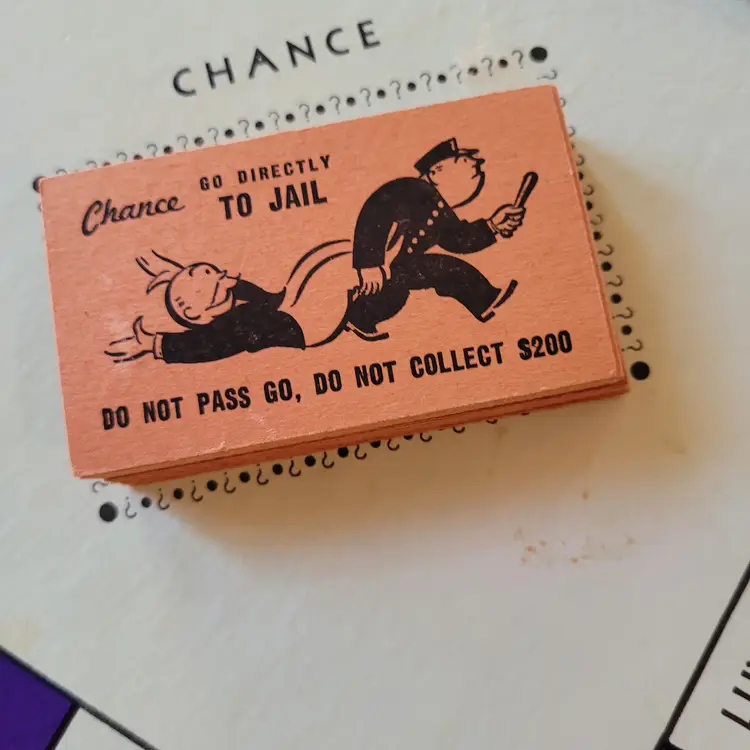 CHANCE
Chance
GO DIRECTLY
TO JAIL
DO NOT PASS GO, DO NOT COLLECT $200